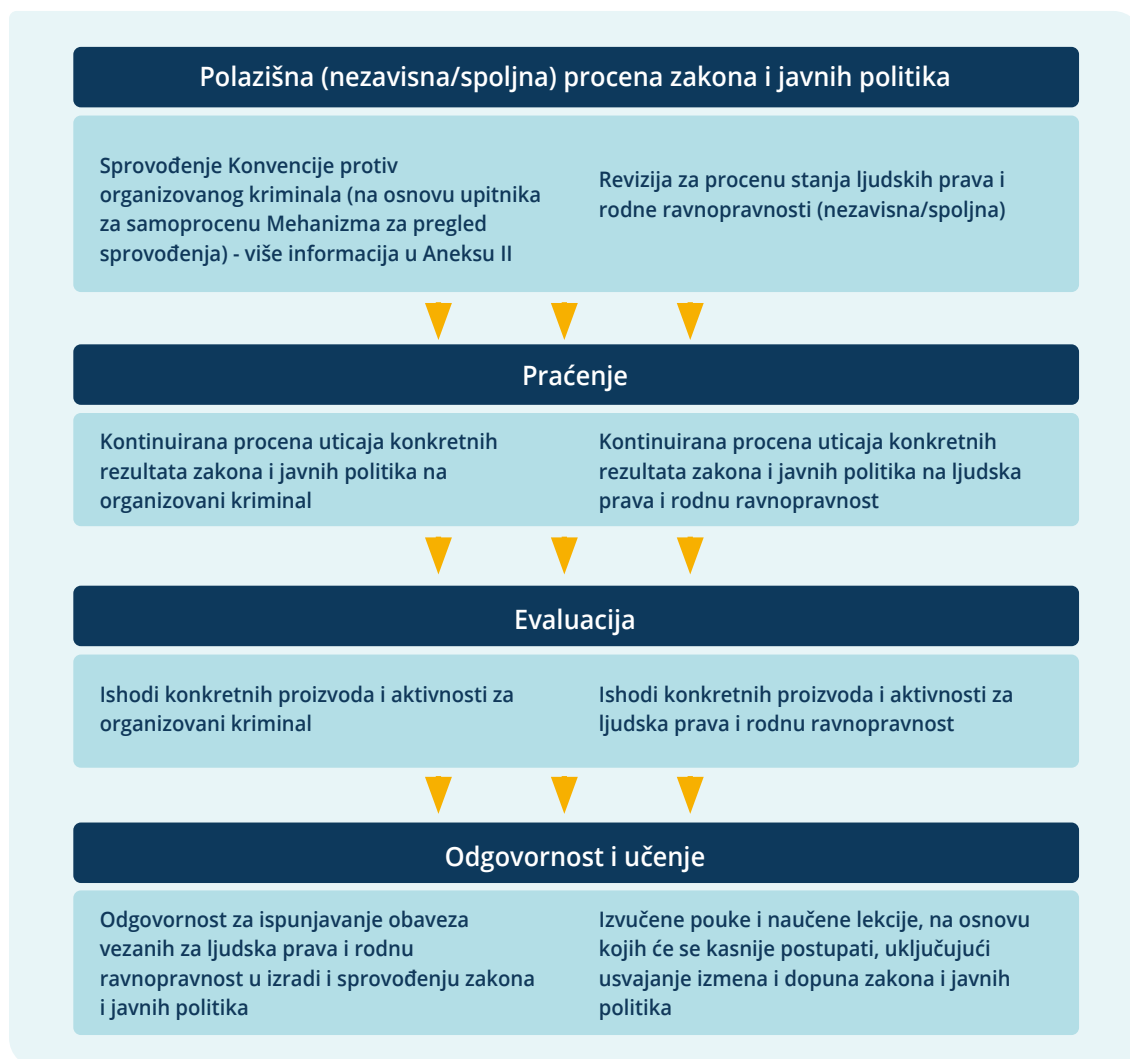 Polazišna (nezavisna/spoljna) procena zakona i javnih politika
Sprovođenje Konvencije protiv
organizovanog kriminala (na osnovu upitnika
za samoprocenu Mehanizma za pregled
sprovođenja) - više informacija u Aneksu II
Revizija za procenu stanja ljudskih prava i
rodne ravnopravnosti (nezavisna/spoljna)
Praćenje
Kontinuirana procena uticaja konkretnih
rezultata zakona i javnih politika na
organizovani kriminal
Kontinuirana procena uticaja konkretnih
rezultata zakona i javnih politika na ljudska
prava i rodnu ravnopravnost
Evaluacija
Ishodi konkretnih proizvoda i aktivnosti za
organizovani kriminal
Ishodi konkretnih proizvoda i aktivnosti za
ljudska prava i rodnu ravnopravnost
Odgovornost i učenje
Odgovornost za ispunjavanje obaveza
vezanih za ljudska prava i rodnu
ravnopravnost u izradi i sprovođenju zakona
i javnih politika
Izvučene pouke i naučene lekcije, na osnovu
kojih će se kasnije postupati, uključujući
usvajanje izmena i dopuna zakona i javnih
politika